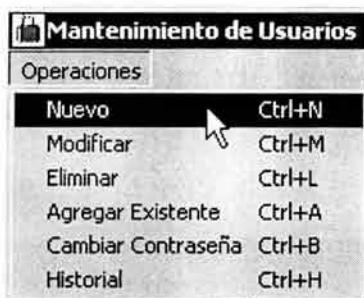 Mantenimiento de Usuarios
Operaciones
Nuevo Ctrl+N
Modificar Ctrl+M
Eliminar Ctrl+L
Agregar Existente Ctrl+A
Cambiar Contraseña Ctrl+B
Historial Ctrl+H